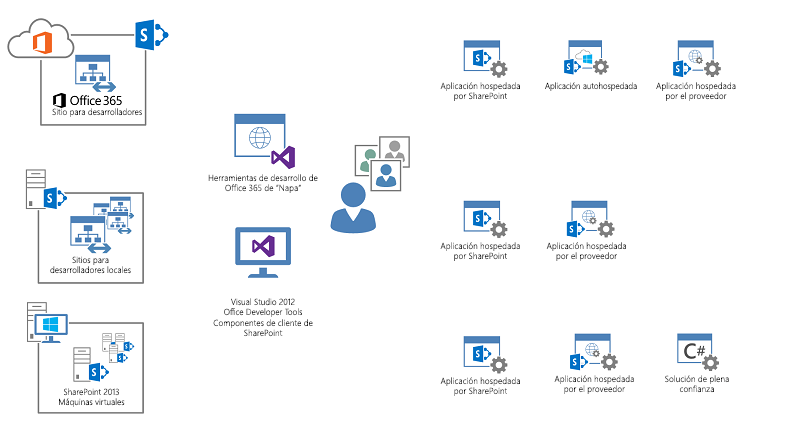 Office 365
Sitio para desarrolladores
Sitios para
desarrolladores locales
SharePoint 2013
Máquinas virtuales
Herramientas de desarrollo de
Office 365 de “Napa”
Visual Studio 2012
Office Developer Tools
Componentes de cliente de
SharePoint
S
Aplicación hospedada
por SharePoint
S
Aplicación autohospedada
S
Aplicación hospedada
por el proveedor
S
Aplicación hospedada
por SharePoint
S
Aplicación hospedada
por el proveedor
S
Aplicación hospedada
por SharePoint
S
Aplicación hospedada
por el proveedor
C#
Solución de plena
confianza